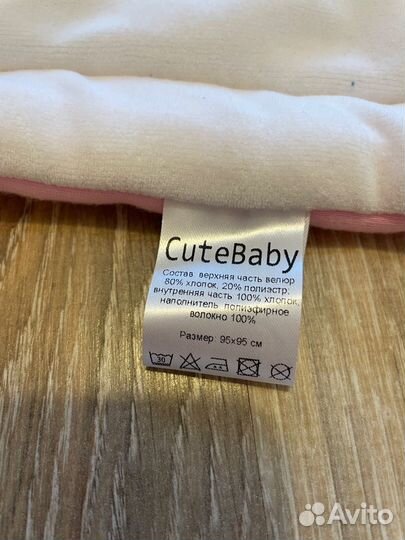 CuteBaby
Состав верхняя часть велюр
80% хлопок, 20% полиэстр;
внутренняя часть 100% хлопок,
наполнитель полиэфирное
волокно 100%
Размер 95x95 см
30
Avito